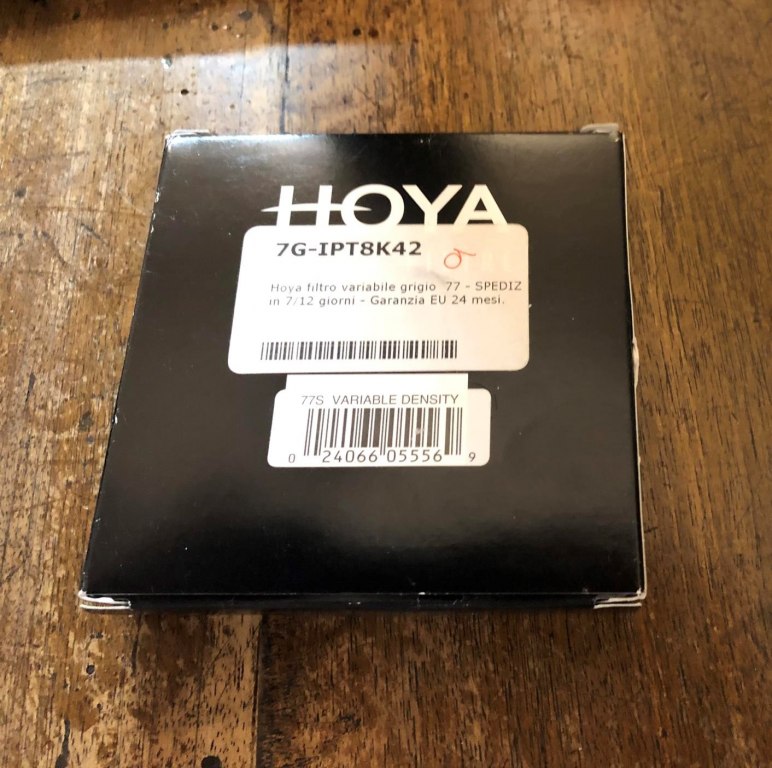 HOYA
7G-IPT8K42
Hoya filtro variabile grigio 77 - SPEDIZ
in 7/12 giorni - Garanzia EU 24 mesi.
77S VARIABLE DENSITY
0 24066 05556 9